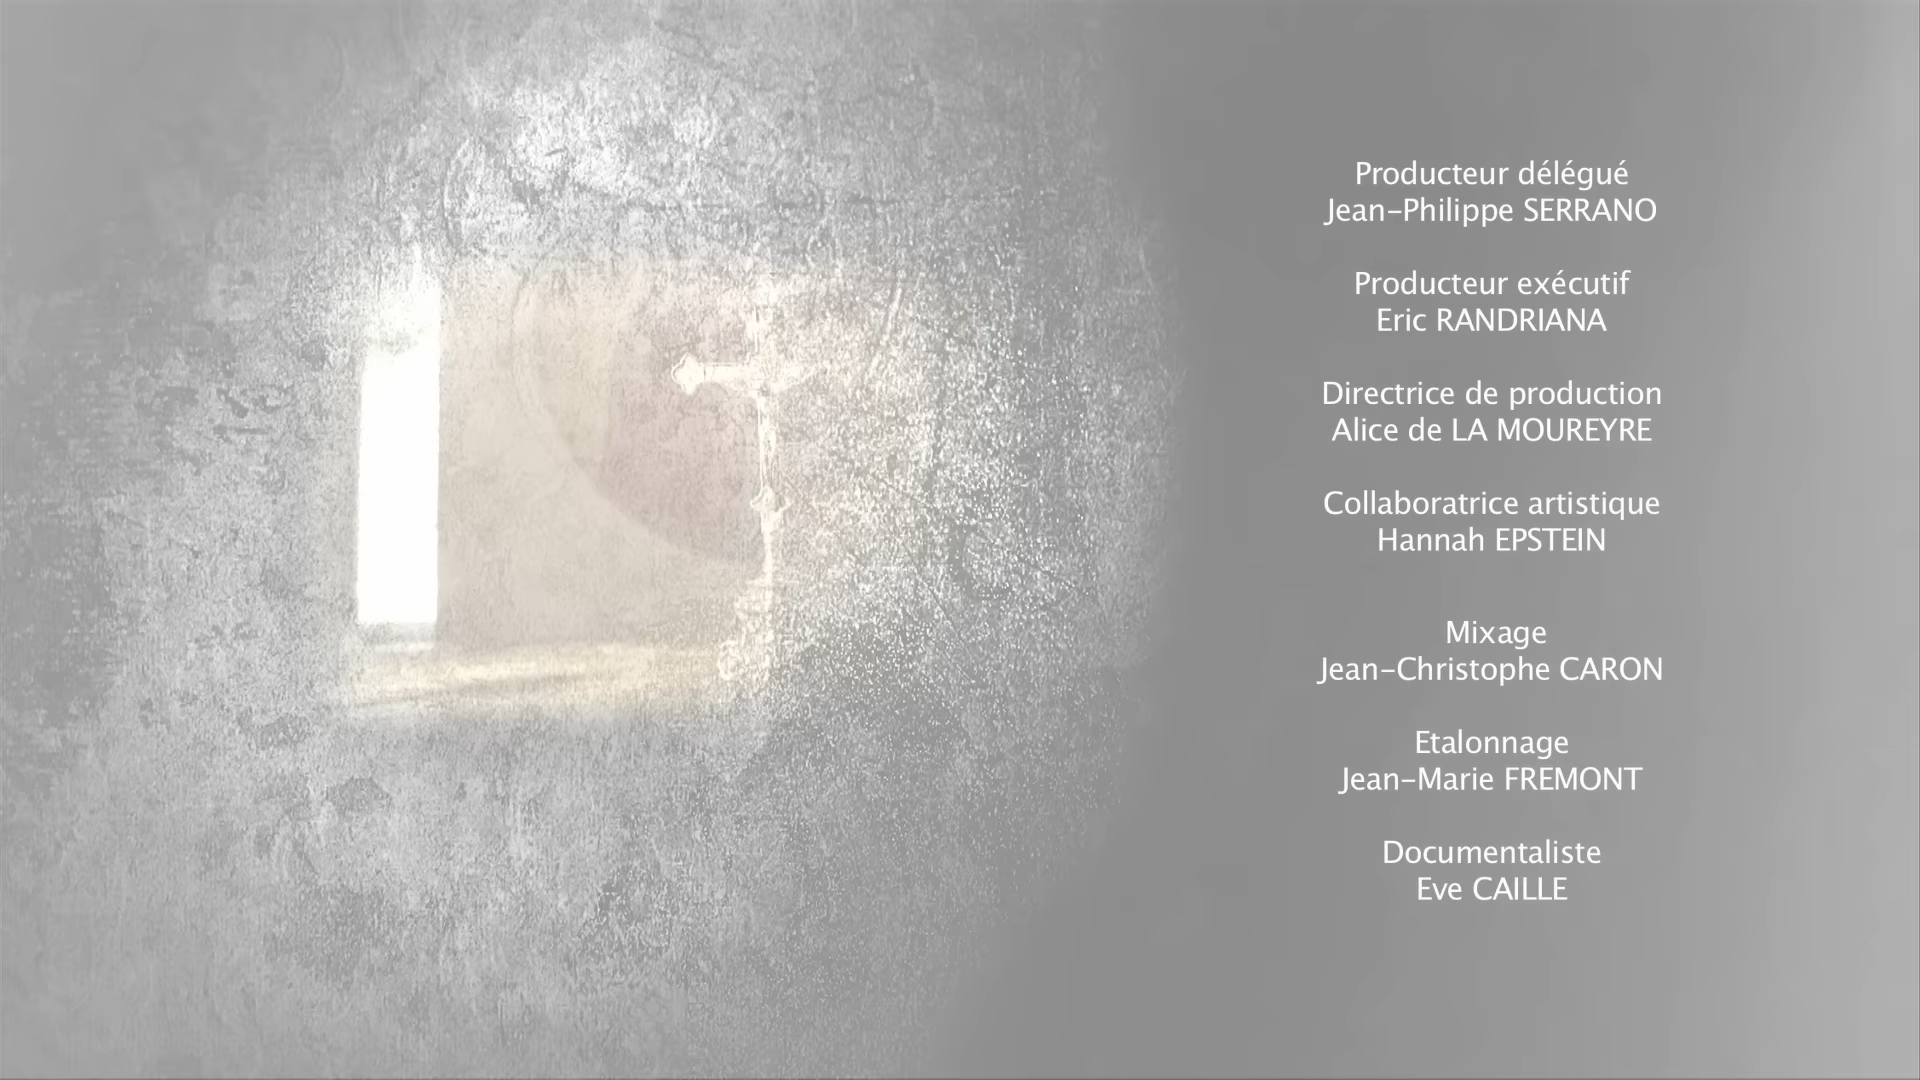 Producteur délégué
Jean-Philippe SERRANO
Producteur exécutif
Eric RANDRIANA
Directrice de production
Alice de LA MOUREYRE
Collaboratrice artistique
Hannah EPSTEIN
Mixage
Jean-Christophe CARON
Etalonnage
Jean-Marie FREMONT
Documentaliste
Eve CAILLE